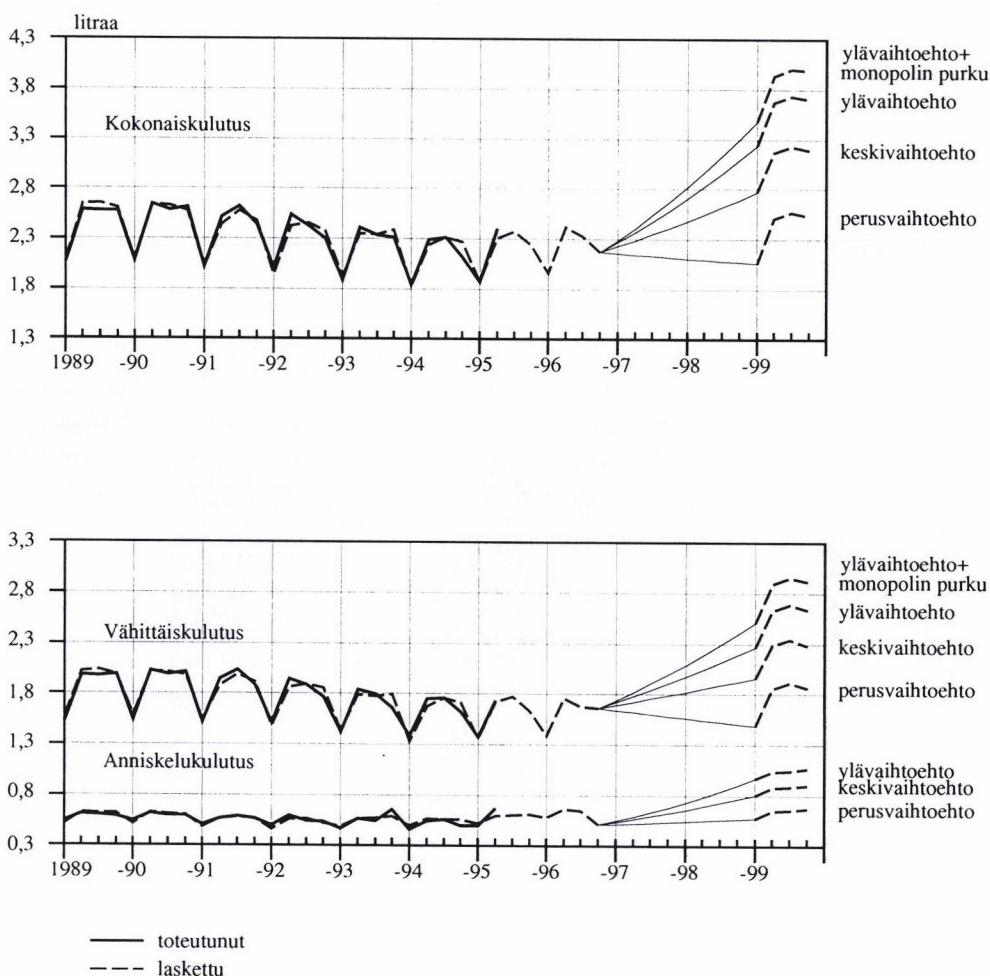 litraa
4,3
3,8
3,3
2,8
2,3
1,8
1,3
Kokonaiskulutus
ylävaihtoehto+
monopolin purku
ylävaihtoehto
keskivaihtoehto
perusvaihtoehto
1989 -90 -91 -92 -93 -94 -95 -96 -97 -98 -99
3,3
2,8
2,3
1,8
1,3
0,8
0,3
Vähittäiskulutus
Anniskelukulutus
ylävaihtoehto+
monopolin purku
ylävaihtoehto
keskivaihtoehto
perusvaihtoehto
ylävaihtoehto
keskivaihtoehto
perusvaihtoehto
1989 -90 -91 -92 -93 -94 -95 -96 -97 -98 -99
toteutunut
laskettu